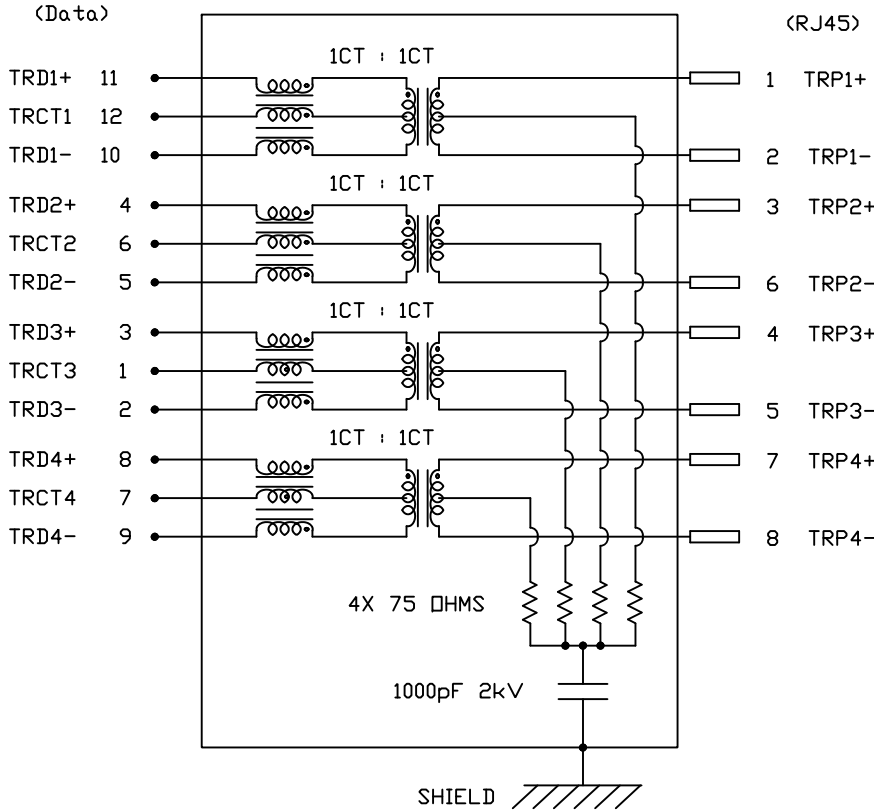 (Data)
(RJ45)
1CT : 1CT
TRD1+ 11
1 TRP1+
TRCT1 12
TRD1- 10
2 TRP1-
1CT : 1CT
TRD2+ 4
3 TRP2+
TRCT2 6
TRD2- 5
6 TRP2-
1CT : 1CT
TRD3+ 3
4 TRP3+
TRCT3 1
TRD3- 2
5 TRP3-
1CT : 1CT
TRD4+ 8
7 TRP4+
TRCT4 7
TRD4- 9
8 TRP4-
4X 75 OHMS
1000pF 2kV
SHIELD